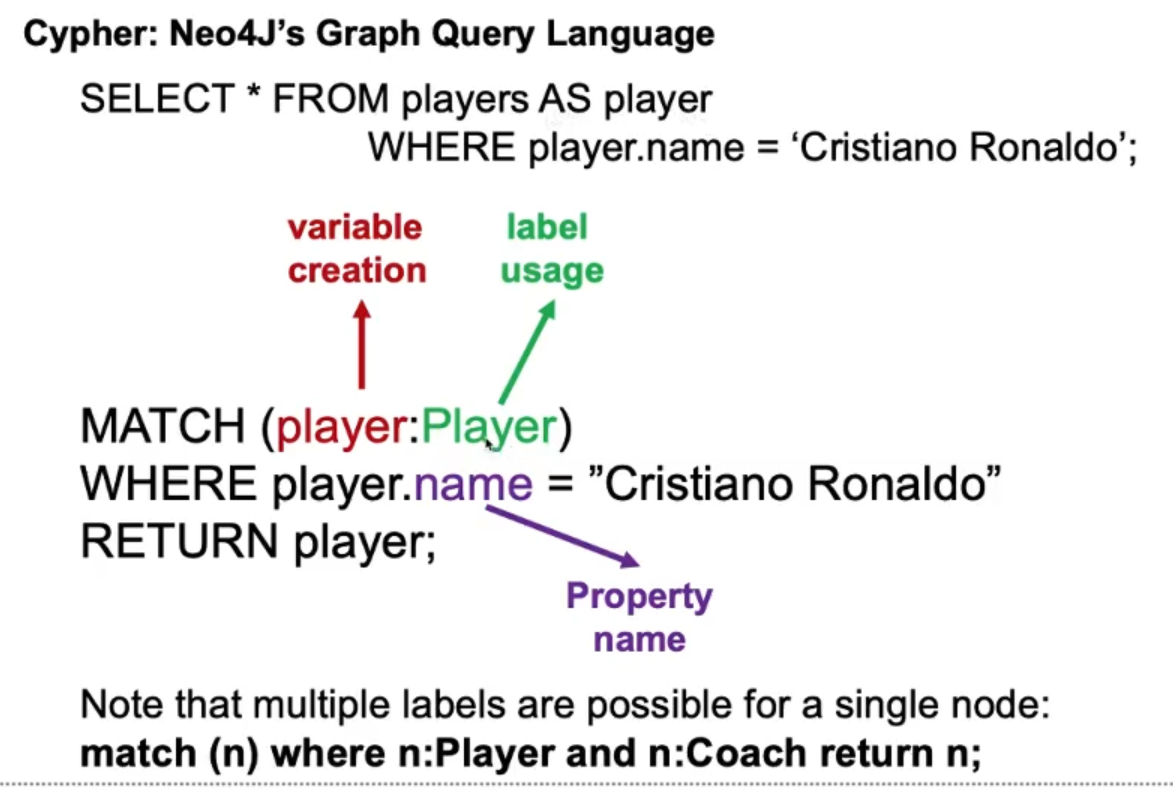 Cypher: Neo4J’s Graph Query Language
SELECT * FROM players AS player
WHERE player.name = ‘Cristiano Ronaldo’;
variable label
creation usage
MATCH (player:Player)
WHERE player.name = ”Cristiano Ronaldo”
RETURN player;
Property
name
Note that multiple labels are possible for a single node:
match (n) where n:Player and n:Coach return n;